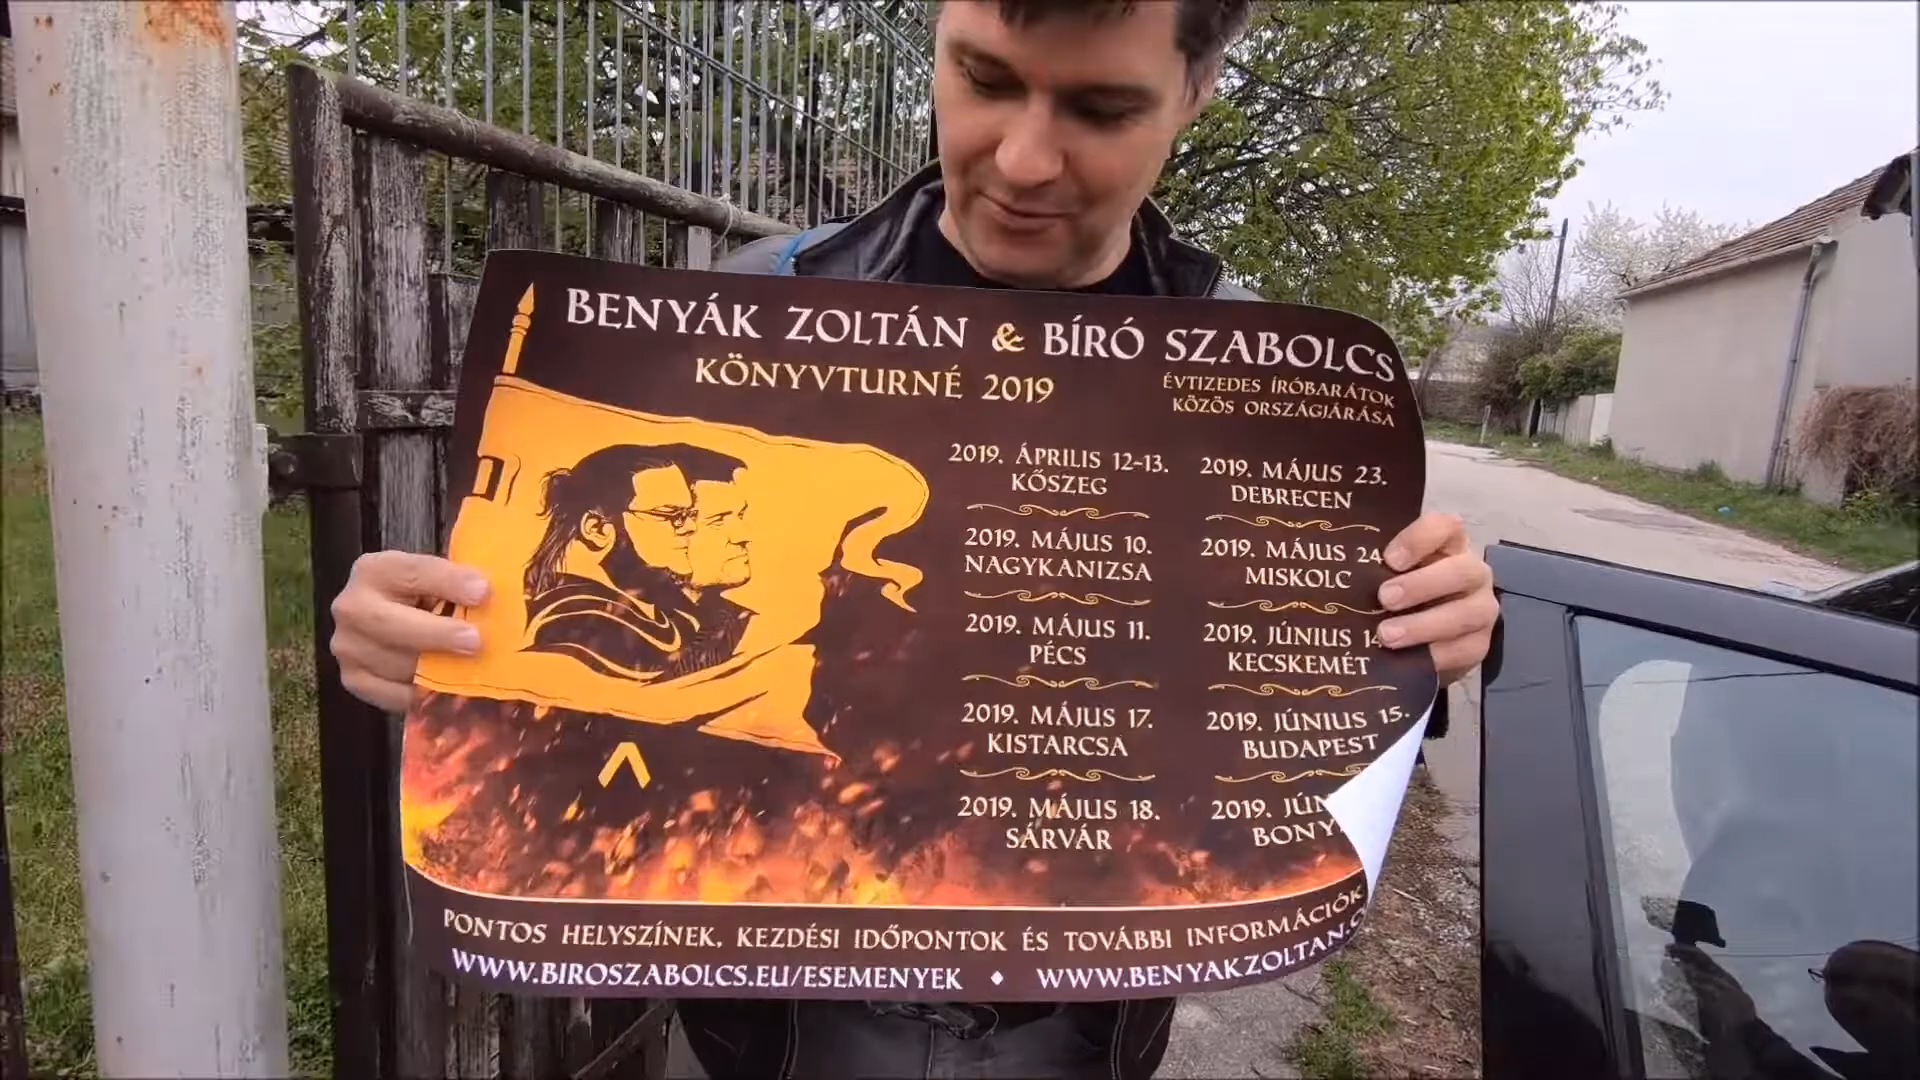 BENYÁK ZOLTÁN & BÍRÓ SZABOLCS
KÖNYVTURNÉ 2019
ÉVTIZEDES ÍRÓBARÁTOK
KÖZÖS ORSZÁGJÁRÁSA
2019. ÁPRILIS 12-13.
KŐSZEG
2019. MÁJUS 10.
NAGYKANIZSA
2019. MÁJUS 11.
PÉCS
2019. MÁJUS 17.
KISTARCSA
2019. MÁJUS 18.
SÁRVÁR
2019. MÁJUS 23.
DEBRECEN
2019. MÁJUS 24
MISKOLC
2019. JÚNIUS 14
KECSKEMÉT
2019. JÚNIUS 15.
BUDAPEST
2019.
PONTOS HELYSZÍNEK, KEZDÉSI IDŐPONTOK ÉS TOVÁBBI INFORMÁCIÓK
WWW.BIROSZABOLCS.EU/ESEMENYEK • WWW.BENYAKZOLTAN.